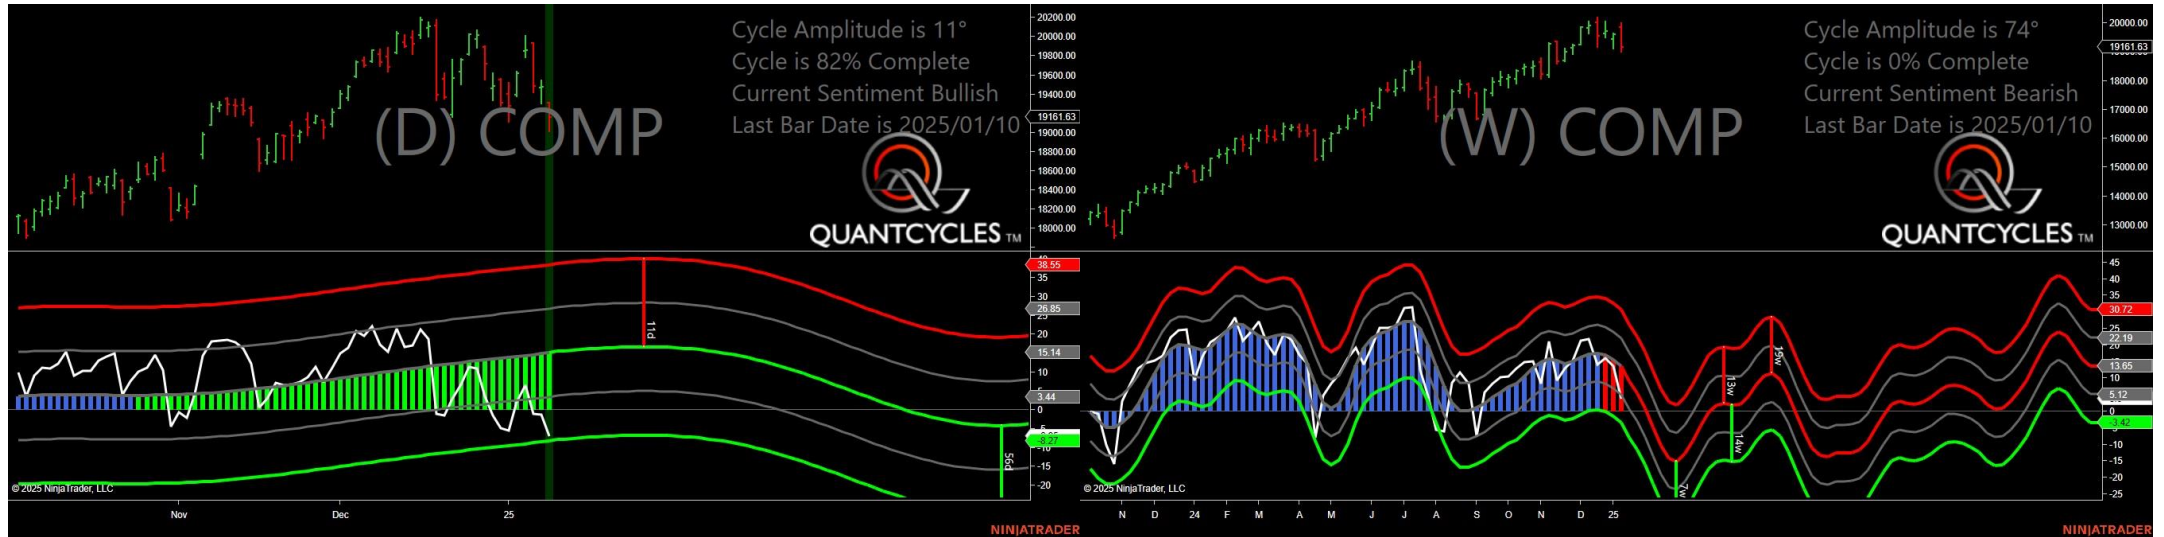 Cycle Amplitude is 11°
Cycle is 82% Complete
Current Sentiment Bullish
Last Bar Date is 2025/01/10
(D) COMP
QUANTCYCLES TM
20200.00
20000.00
19800.00
19600.00
19400.00
19161.63
19000.00
18800.00
18600.00
18400.00
18200.00
18000.00
38.55
35
30
26.85
20
15.14
10
5
3.44
0
-8.27
-15
-20
11d
56d
© 2025 NinjaTrader, LLC
Nov
Dec
25
NINJATRADER
Cycle Amplitude is 74°
Cycle is 0% Complete
Current Sentiment Bearish
Last Bar Date is 2025/01/10
(W) COMP
QUANTCYCLES TM
20000.00
19161.63
18000.00
17000.00
16000.00
15000.00
14000.00
13000.00
45
40
35
30.72
25
22.19
13.65
10
5.12
0
-3.42
-10
-15
-20
-25
7w
13w
14w
19w
© 2025 NinjaTrader, LLC
N
D
24
F
M
A
M
J
J
A
S
O
N
D
25
NINJATRADER